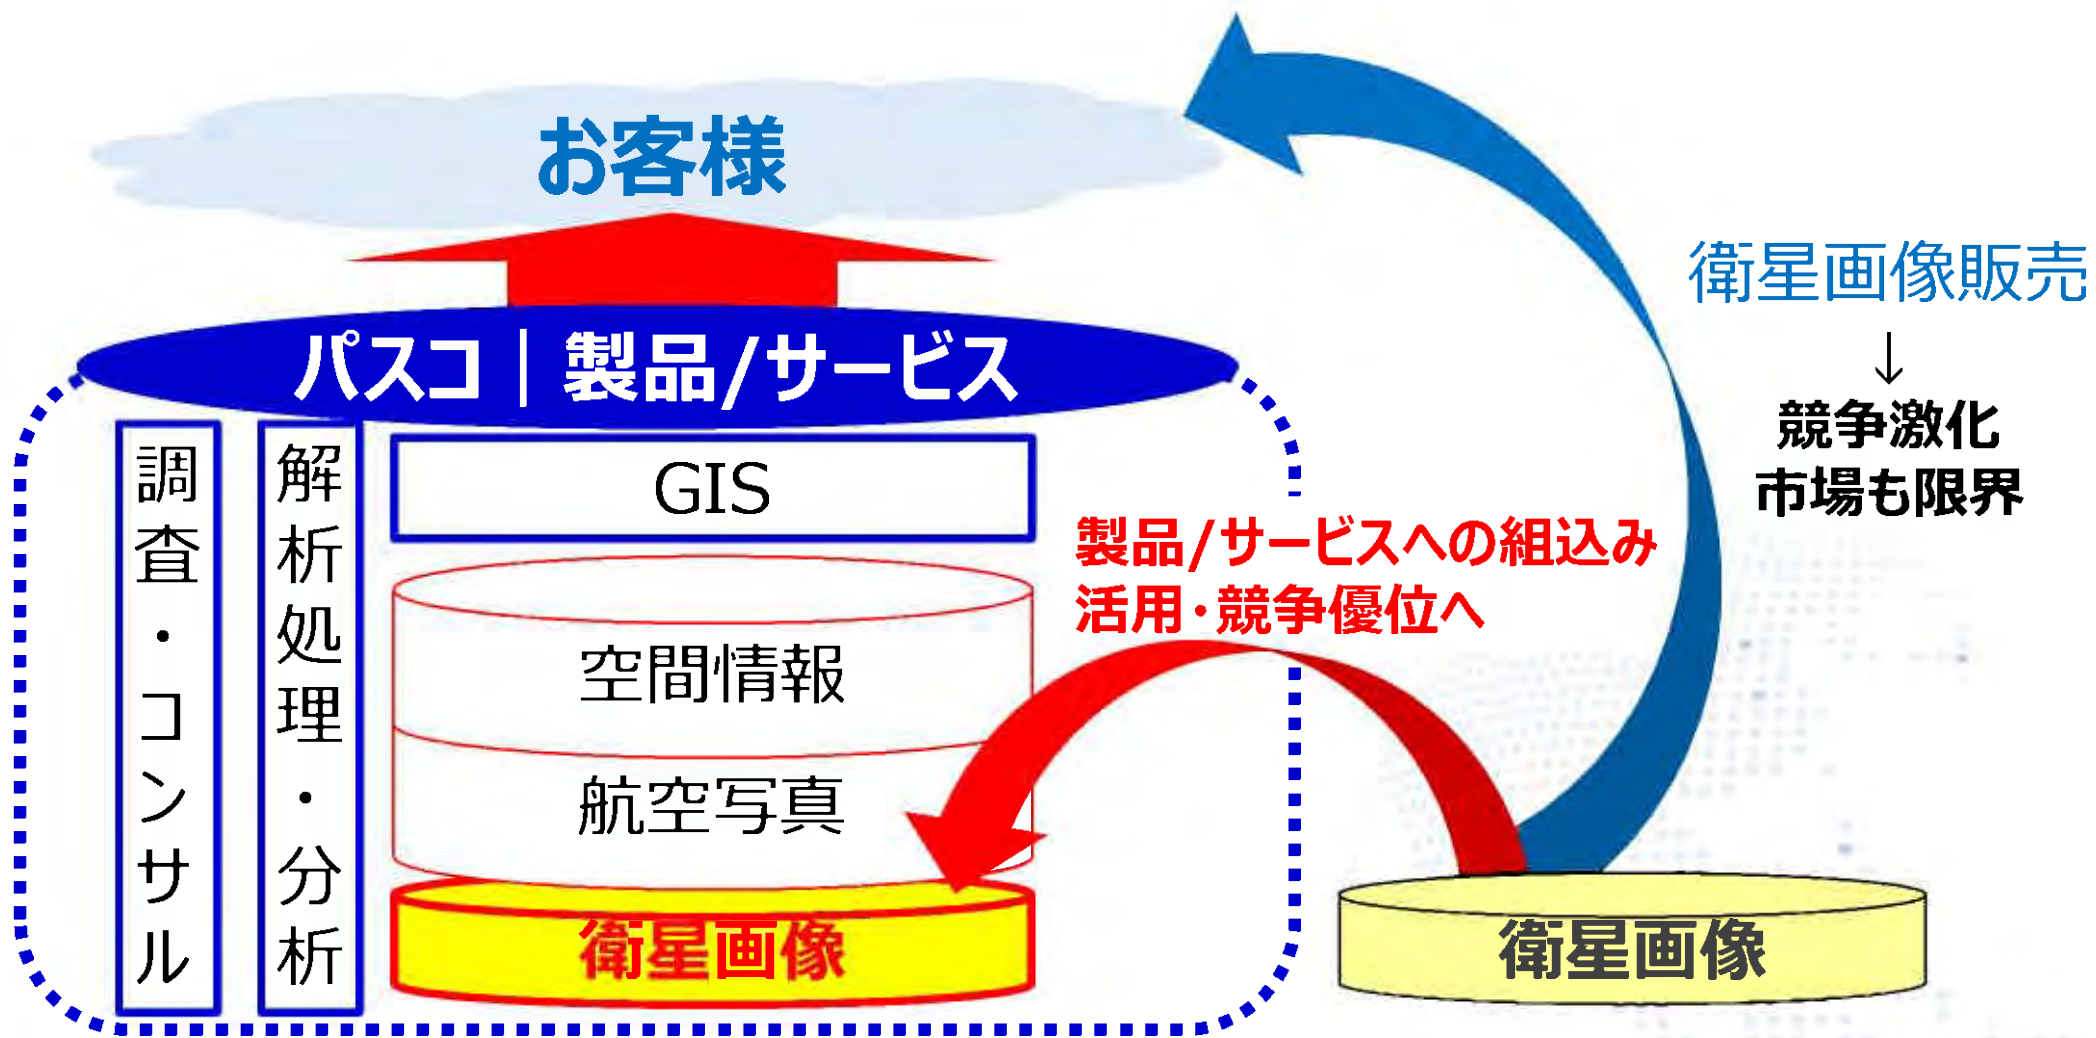 お客様
パスコ｜製品/サービス
調査・コンサル
解析処理・分析
GIS
空間情報
航空写真
衛星画像
製品/サービスへの組込み
活用・競争優位へ
衛星画像販売
↓
競争激化
市場も限界
衛星画像